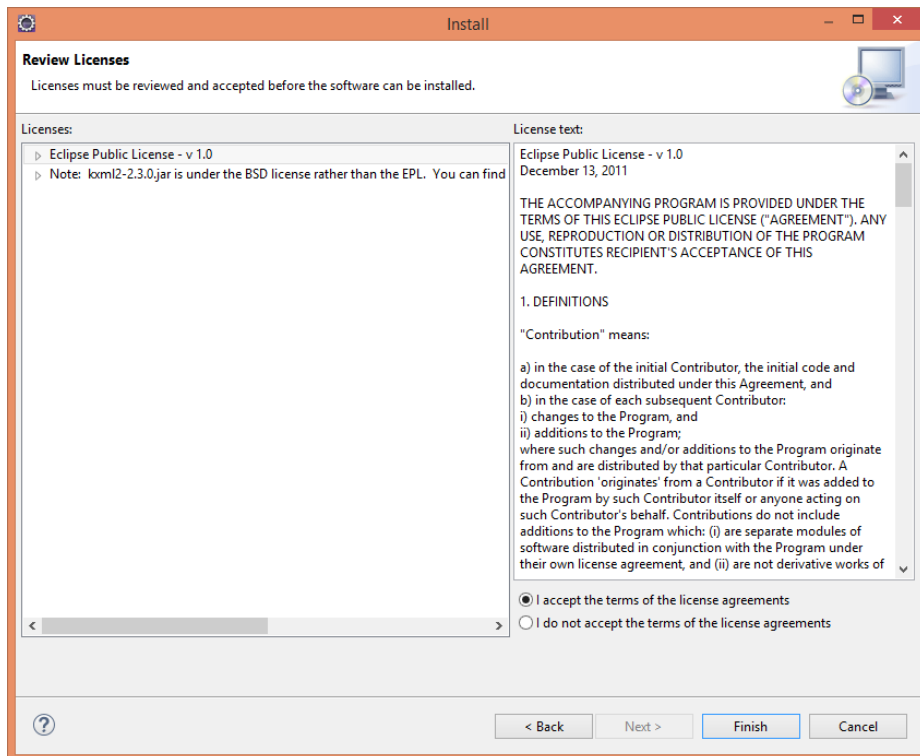 Install
Review Licenses
Licenses must be reviewed and accepted before the software can be installed.
Licenses:
Eclipse Public License - v 1.0
Note:  kxml2-2.3.0.jar is under the BSD license rather than the EPL.  You can find
License text:
Eclipse Public License - v 1.0
December 13, 2011
THE ACCOMPANYING PROGRAM IS PROVIDED UNDER THE
TERMS OF THIS ECLIPSE PUBLIC LICENSE ("AGREEMENT"). ANY
USE, REPRODUCTION OR DISTRIBUTION OF THE PROGRAM
CONSTITUTES RECIPIENT'S ACCEPTANCE OF THIS
AGREEMENT.
1. DEFINITIONS
"Contribution" means:
a) in the case of the initial Contributor, the initial code and
documentation distributed under this Agreement, and
b) in the case of each subsequent Contributor:
i) changes to the Program, and
ii) additions to the Program;
where such changes and/or additions to the Program originate
from and are distributed by that particular Contributor. A
Contribution 'originates' from a Contributor if it was added to
the Program by such Contributor itself or anyone acting on
such Contributor's behalf. Contributions do not include
additions to the Program which: (i) are separate modules of
software distributed in conjunction with the Program under
their own license agreement, and (ii) are not derivative works of
I accept the terms of the license agreements
I do not accept the terms of the license agreements
?
< Back
Next >
Finish
Cancel